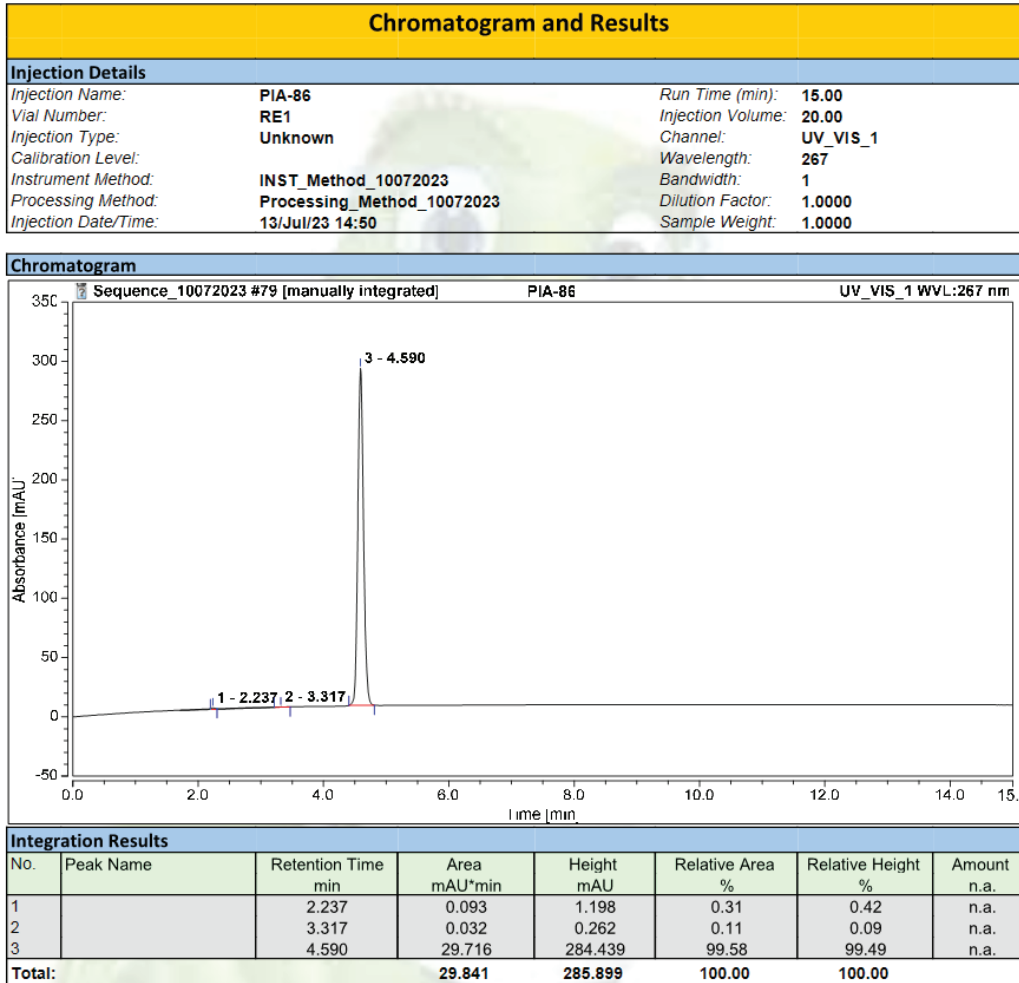 Chromatogram and Results
Injection Details
Injection Name: PIA-86 Run Time (min): 15.00
Vial Number: RE1 Injection Volume: 20.00
Injection Type: Unknown Channel: UV_VIS_1
Calibration Level: Wavelength: 267
Instrument Method: INST_Method_10072023 Bandwidth: 1
Processing Method: Processing_Method_10072023 Dilution Factor: 1.0000
Injection Date/Time: 13/Jul/23 14:50 Sample Weight: 1.0000
Chromatogram
Sequence_10072023 #79 [manually integrated] PIA-86 UV_VIS_1 WVL:267 nm
350
300
250
200
150
100
50
0
-50
Absorbance [mAU]
3 - 4.590
1 - 2.237 2 - 3.317
0.0 2.0 4.0 6.0 8.0 10.0 12.0 14.0 15.
Time [min]
Integration Results
No. Peak Name Retention Time Area Height Relative Area Relative Height Amount
min mAU*min mAU % % n.a.
1 2.237 0.093 1.198 0.31 0.42 n.a.
2 3.317 0.032 0.262 0.11 0.09 n.a.
3 4.590 29.716 284.439 99.58 99.49 n.a.
Total: 29.841 285.899 100.00 100.00